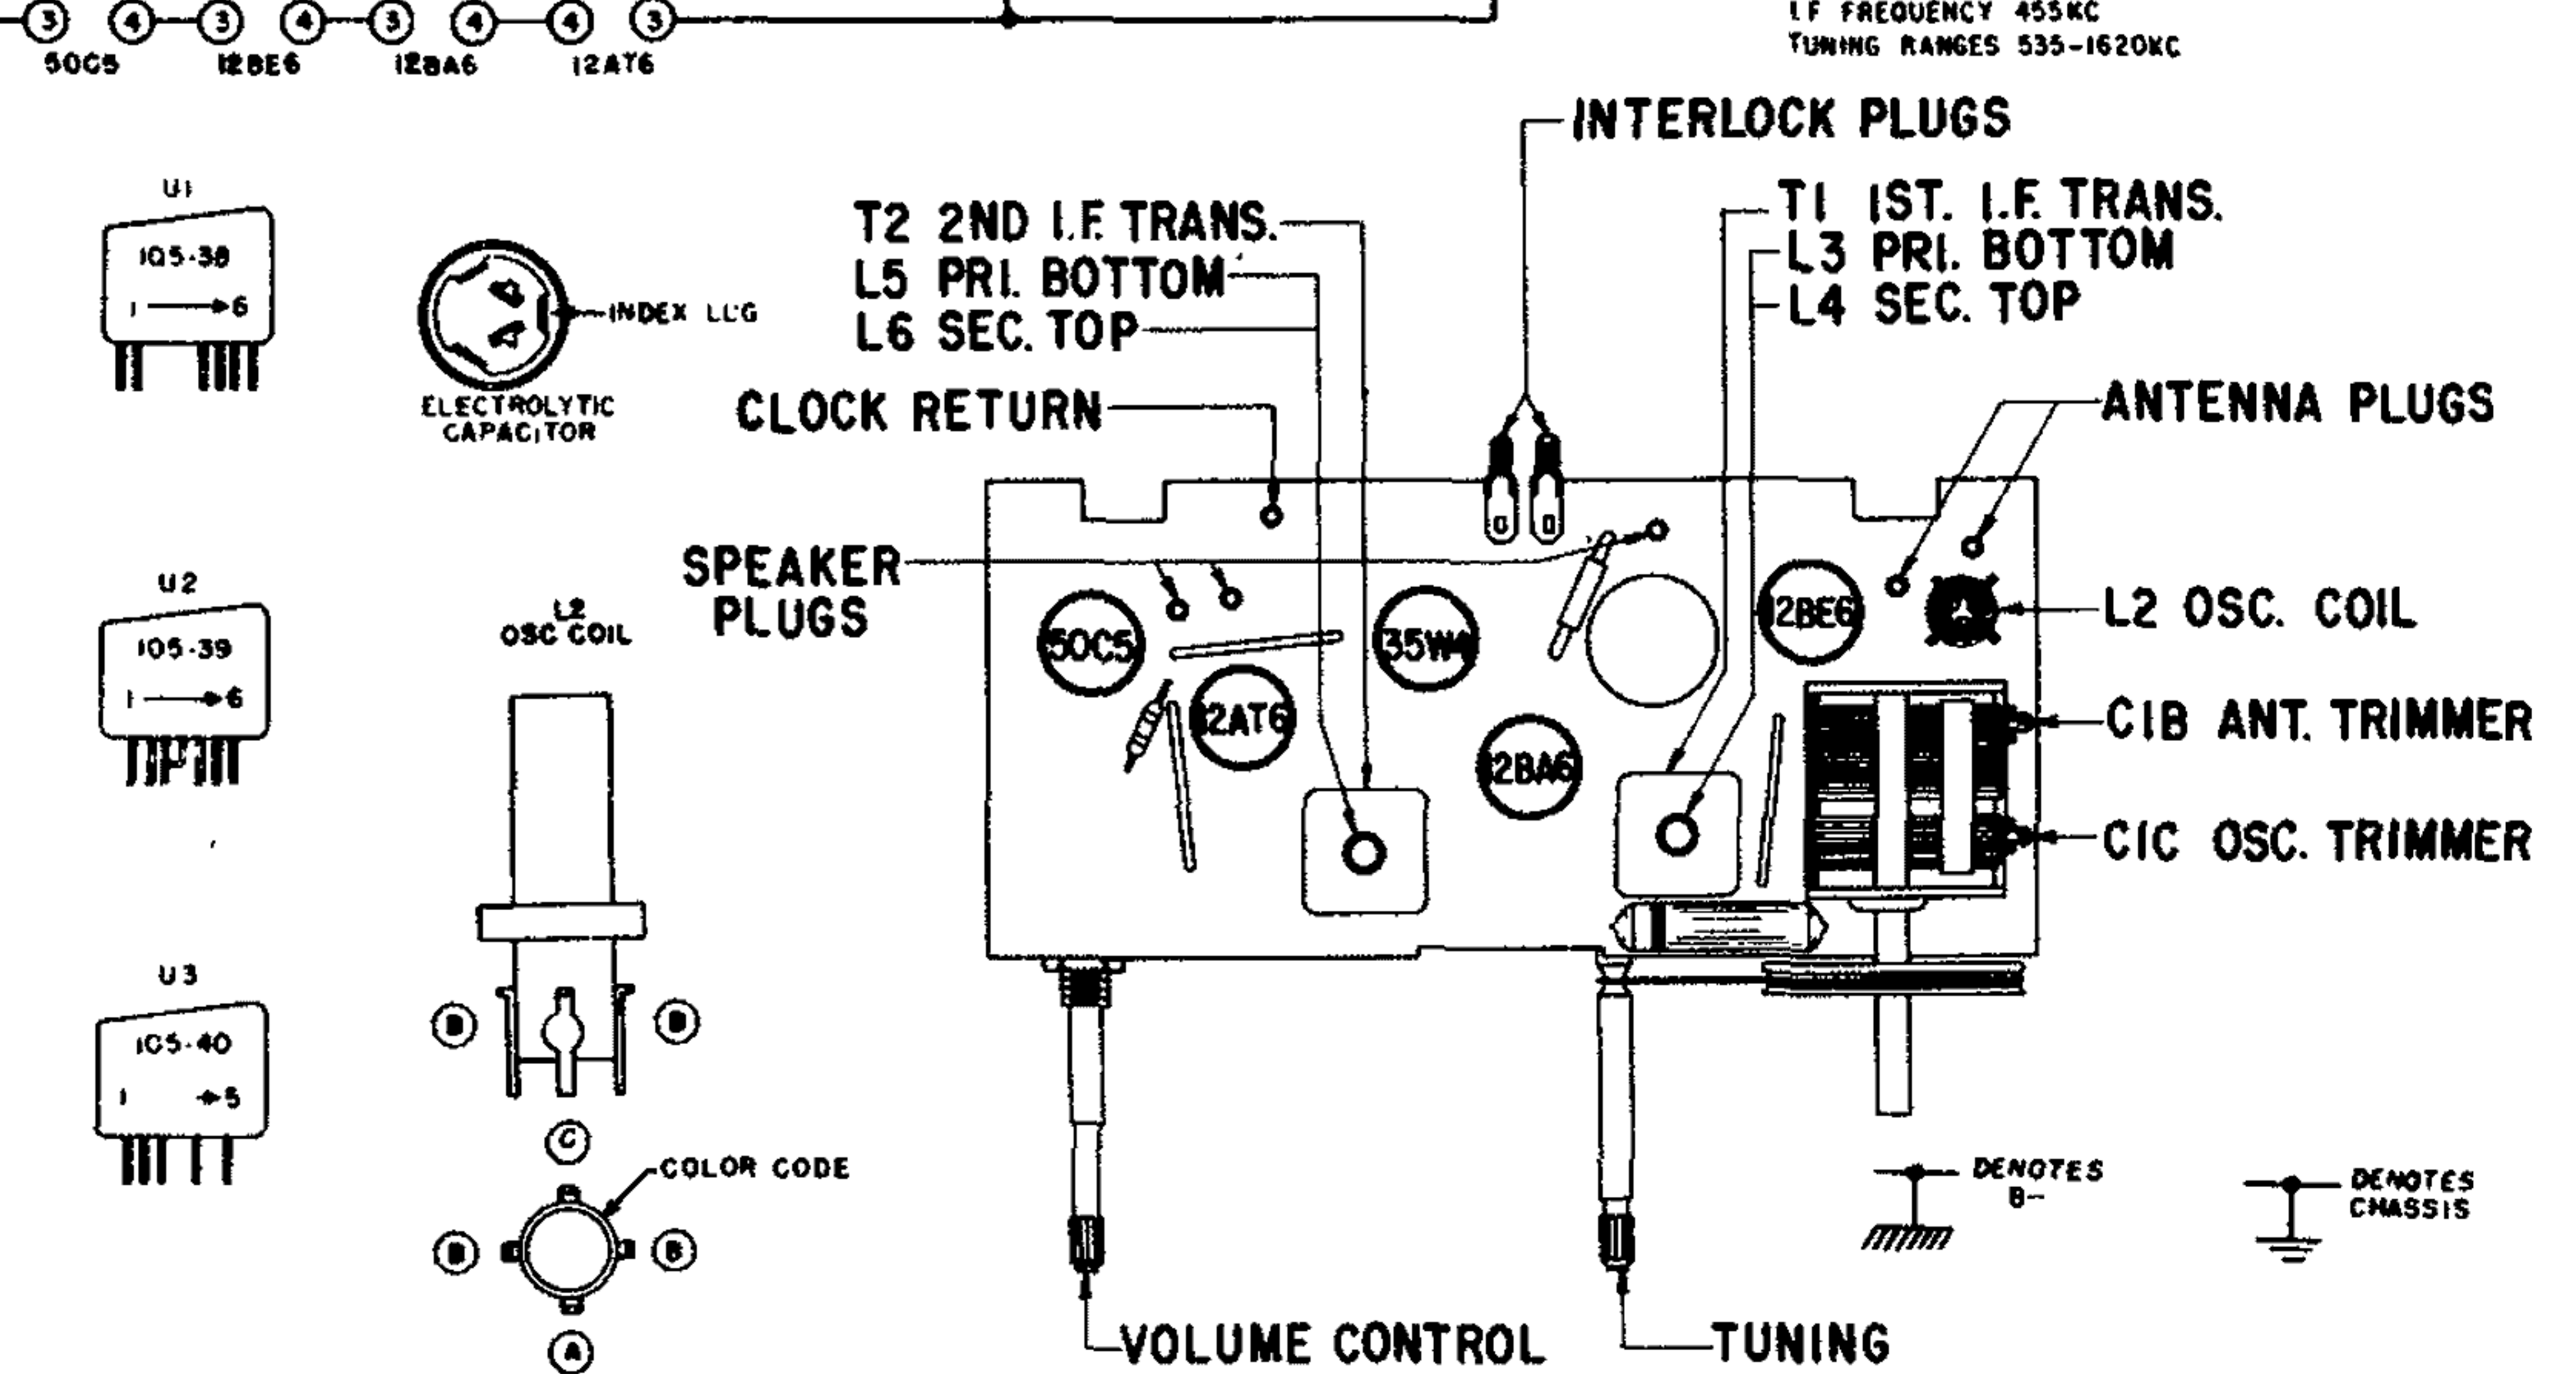 3 4 3 4 3 4 4 3
50C5 12BE6 12BA6 12AT6
I.F FREQUENCY 455KC
TUNING RANGES 535-1620KC
INTERLOCK PLUGS
T1 1ST. I.F. TRANS.
L3 PRI. BOTTOM
L4 SEC. TOP
T2 2ND I.F. TRANS.
L5 PRI. BOTTOM
L6 SEC. TOP
CLOCK RETURN
ANTENNA PLUGS
U1
105-38
1 6
INDEX LUG
ELECTROLYTIC
CAPACITOR
SPEAKER
PLUGS
50C5
35W4
12BE6
12AT6
12BA6
L2 OSC. COIL
C1B ANT. TRIMMER
C1C OSC. TRIMMER
U2
105-39
1 6
L2
OSC COIL
U3
105-40
1 5
C
COLOR CODE
B
A
VOLUME CONTROL
TUNING
DENOTES
B-
DENOTES
CHASSIS